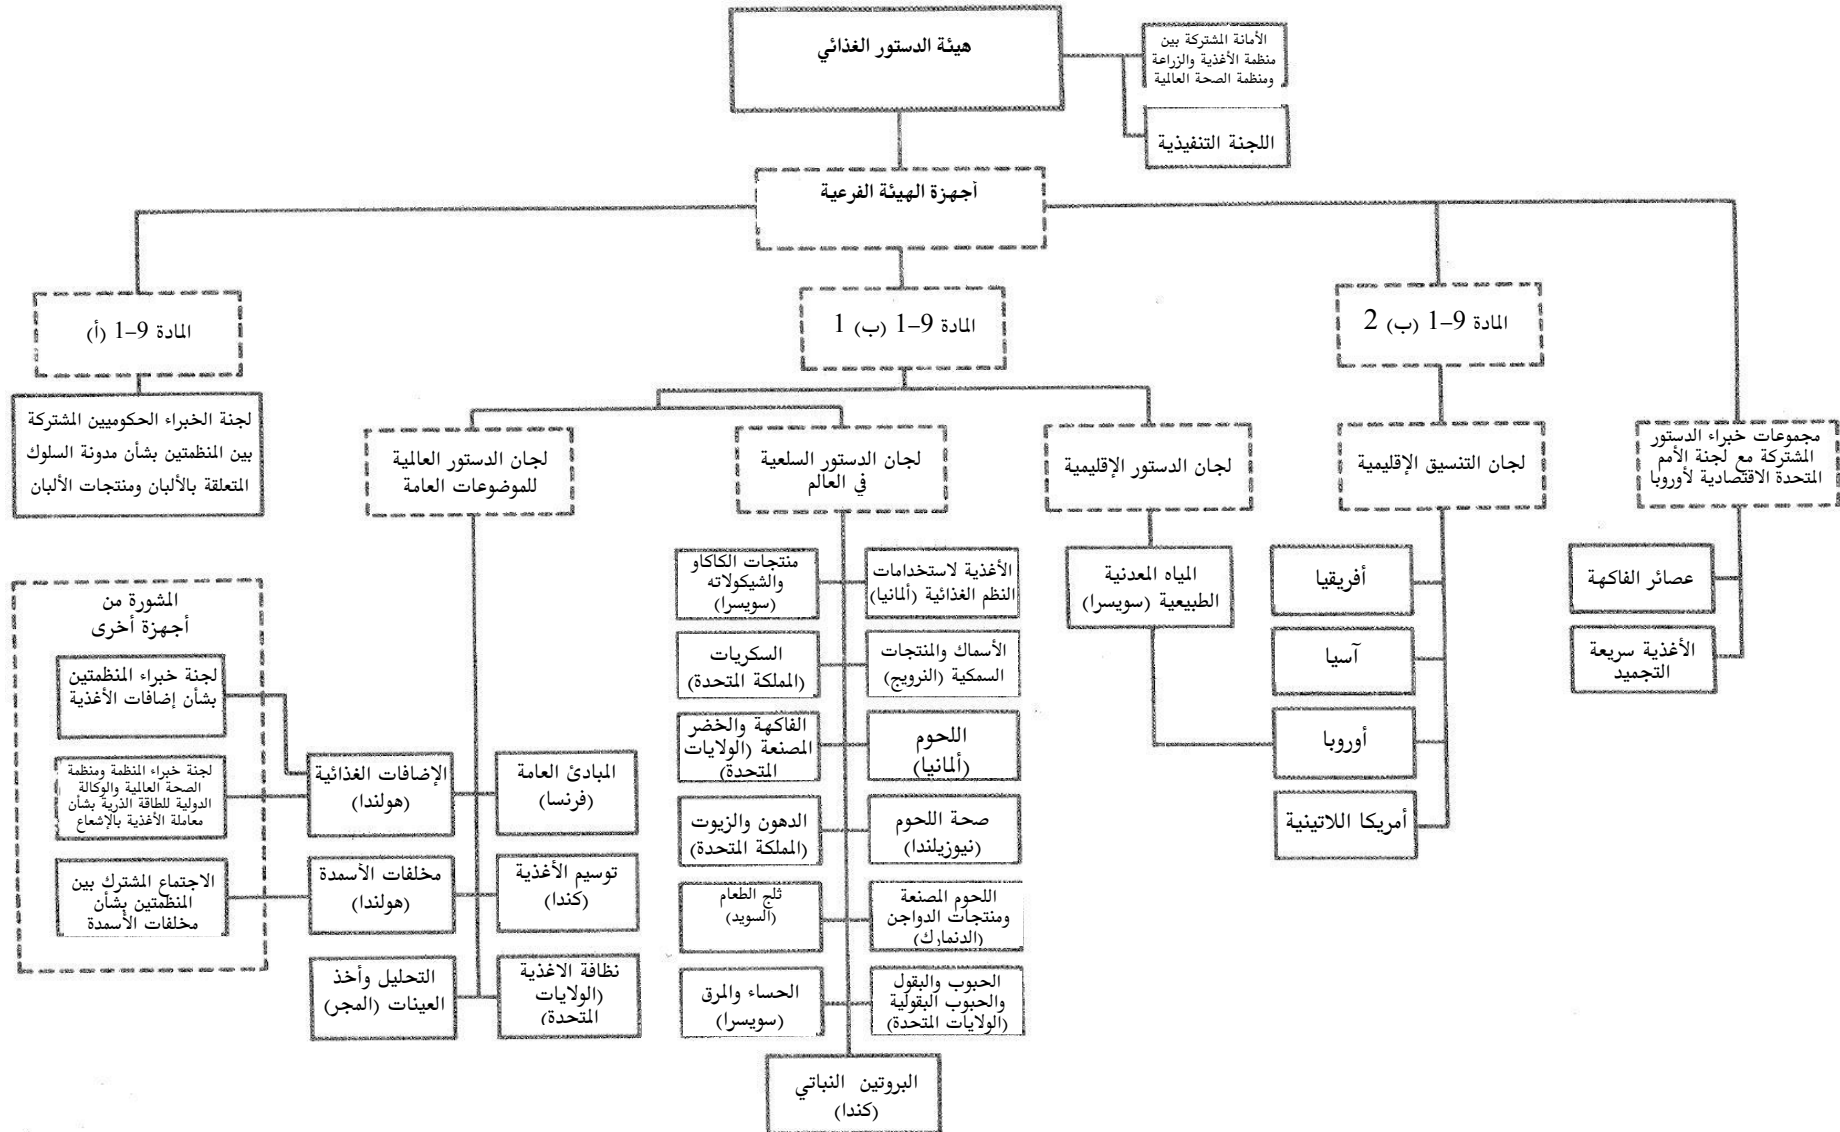 هيئة الدستور الغذائي
الأمانة المشتركة بين
منظمة الأغذية والزراعة
ومنظمة الصحة العالمية
اللجنة التنفيذية
أجهزة الهيئة الفرعية
المادة 9-1 (ب) 2
المادة 9-1 (ب) 1
المادة 9-1 (أ)
مجموعات خبراء الدستور
المشتركة مع لجنة الأمم
المتحدة الاقتصادية لأوروبا
لجان التنسيق الإقليمية
لجان الدستور الإقليمية
لجان الدستور السلعية
في العالم
لجان الدستور العالمية
للموضوعات العامة
لجنة الخبراء الحكوميين المشتركة
بين المنظمتين بشأن مدونة السلوك
المتعلقة بالألبان ومنتجات الألبان
عصائر الفاكهة
الأغذية سريعة
التجميد
أفريقيا
آسيا
أوروبا
أمريكا اللاتينية
المياه المعدنية
الطبيعية (سويسرا)
الأغذية لاستخدامات
النظم الغذائية (ألمانيا)
منتجات الكاكاو
والشيكولاته
(سويسرا)
الأسماك والمنتجات
السمكية (النرويج)
السكريات
(المملكة المتحدة)
اللحوم
(ألمانيا)
الفاكهة والخضر
المصنعة (الولايات
المتحدة)
صحة اللحوم
(نيوزيلندا)
الدهون والزيوت
(المملكة المتحدة)
اللحوم المصنعة
ومنتجات الدواجن
(الدنمارك)
ثلج الطعام
(السويد)
الحبوب والبقول
والحبوب البقولية
(الولايات المتحدة)
الحساء والمرق
(سويسرا)
البروتين النباتي
(كندا)
المبادئ العامة
(فرنسا)
الإضافات الغذائية
(هولندا)
توسيم الأغذية
(كندا)
مخلفات الأسمدة
(هولندا)
نظافة الاغذية
(الولايات
المتحدة)
التحليل وأخذ
العينات (المجر)
المشورة من
أجهزة أخرى
لجنة خبراء المنظمتين
بشأن إضافات الأغذية
لجنة خبراء المنظمة ومنظمة
الصحة العالمية والوكالة
الدولية للطاقة الذرية بشأن
معاملة الأغذية بالإشعاع
الاجتماع المشترك بين
المنظمتين بشأن
مخلفات الأسمدة